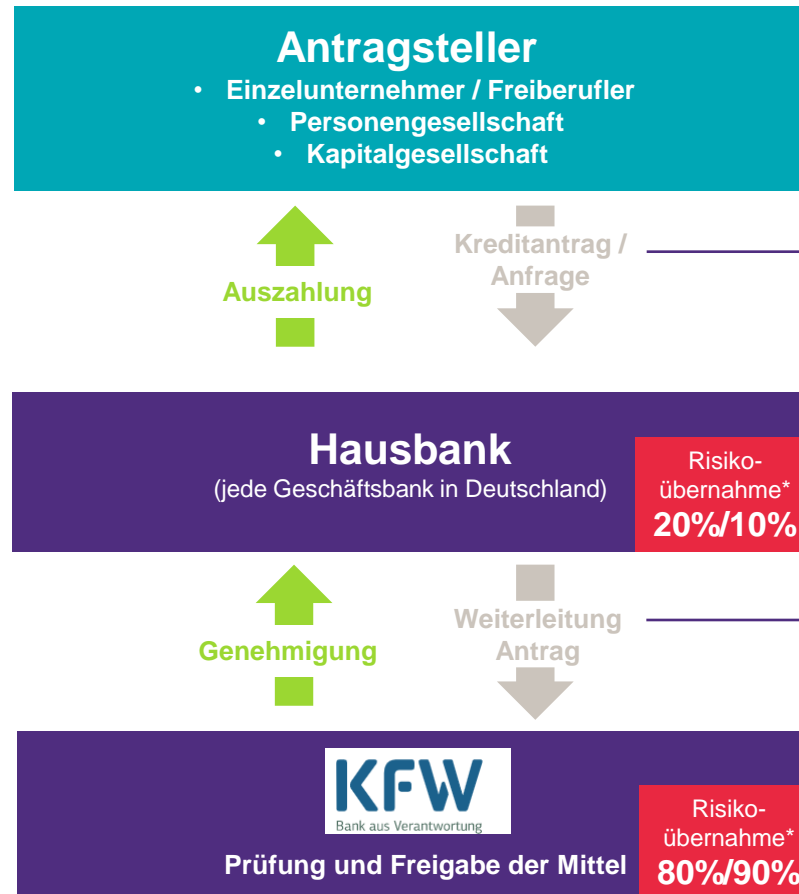 Antragsteller
• Einzelunternehmer / Freiberufler
• Personengesellschaft
• Kapitalgesellschaft
Auszahlung
Kreditantrag /
Anfrage
Hausbank
(jede Geschäftsbank in Deutschland)
Risiko-
übernahme*
20%/10%
Genehmigung
Weiterleitung
Antrag
KFW
Bank aus Verantwortung
Prüfung und Freigabe der Mittel
Risiko-
übernahme*
80%/90%